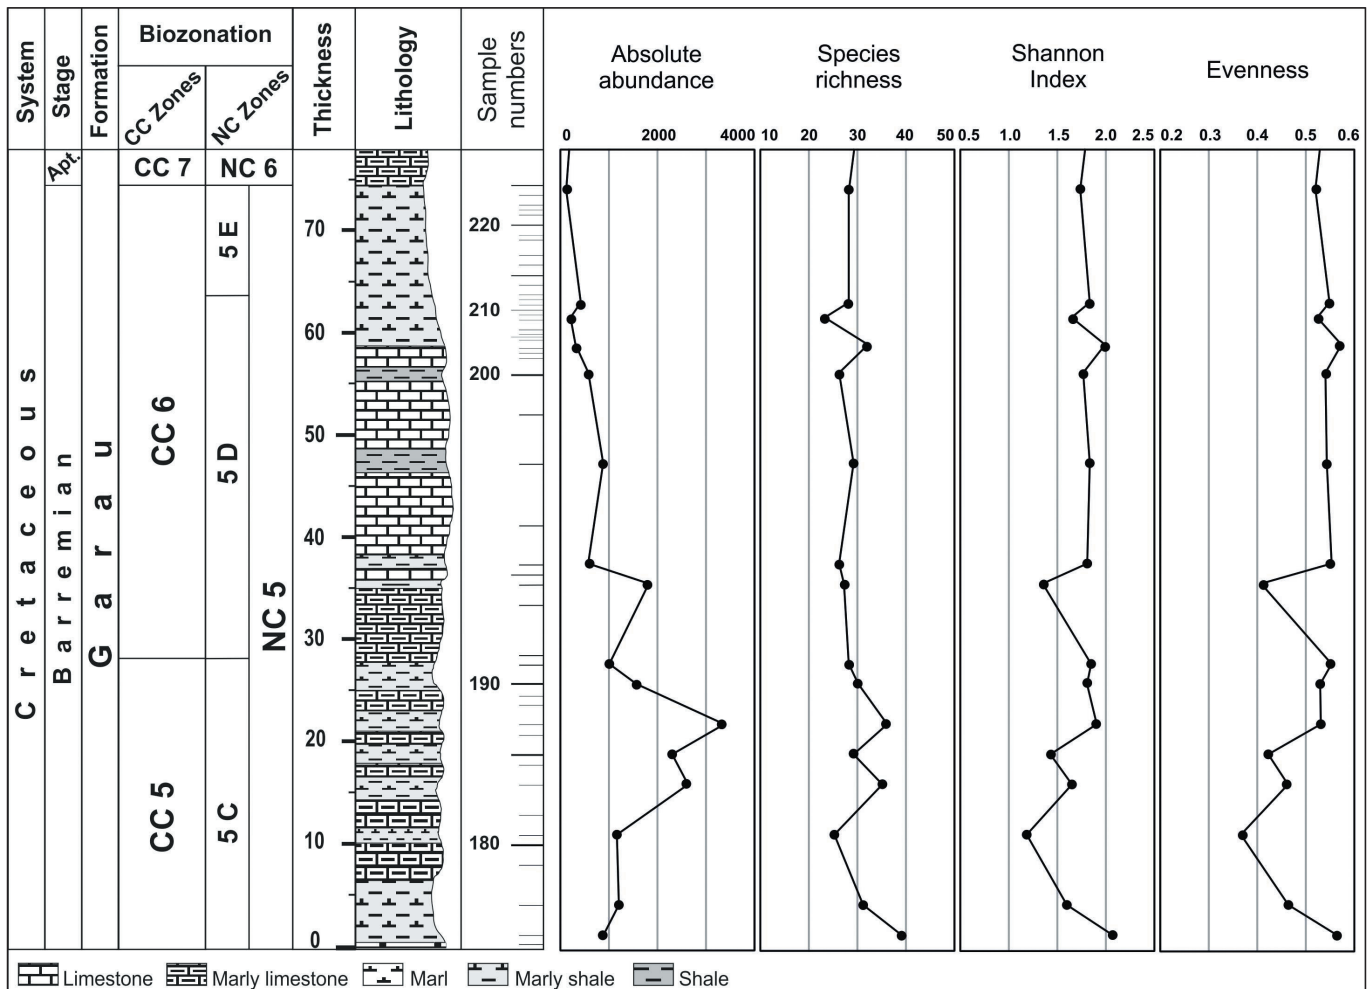 System
Stage
Formation
Biozonation
CC Zones
NC Zones
Thickness
Lithology
Sample
numbers
Absolute
abundance
Species
richness
Shannon
Index
Evenness
0 2000 4000
10 20 30 40 50
0.5 1.0 1.5 2.0 2.5
0.2 0.3 0.4 0.5 0.6
Cretaceous
Apt.
Barremian
Garau
CC 7
NC 6
CC 6
CC 5
5 E
5 D
5 C
NC 5
70
60
50
40
30
20
10
0
220
210
200
190
180
Limestone Marly limestone Marl Marly shale Shale